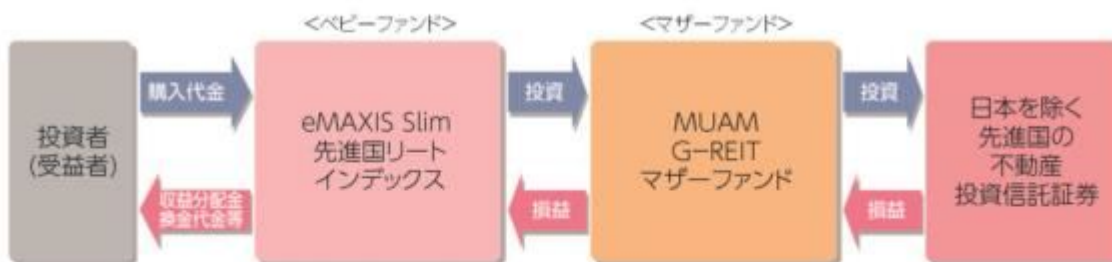 <ベビーファンド>
<マザーファンド>
投資者
(受益者)
購入代金
収益分配金
換金代金等
eMAXIS Slim
先進国リート
インデックス
投資
損益
MUAM
G-REIT
マザーファンド
投資
損益
日本を除く
先進国の
不動産
投資信託証券